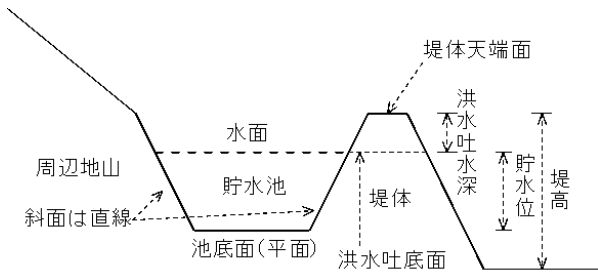 堤体天端面
洪水吐水深
水面
周辺地山
貯水池
堤体
貯水位
堤高
斜面は直線
池底面(平面)
洪水吐底面